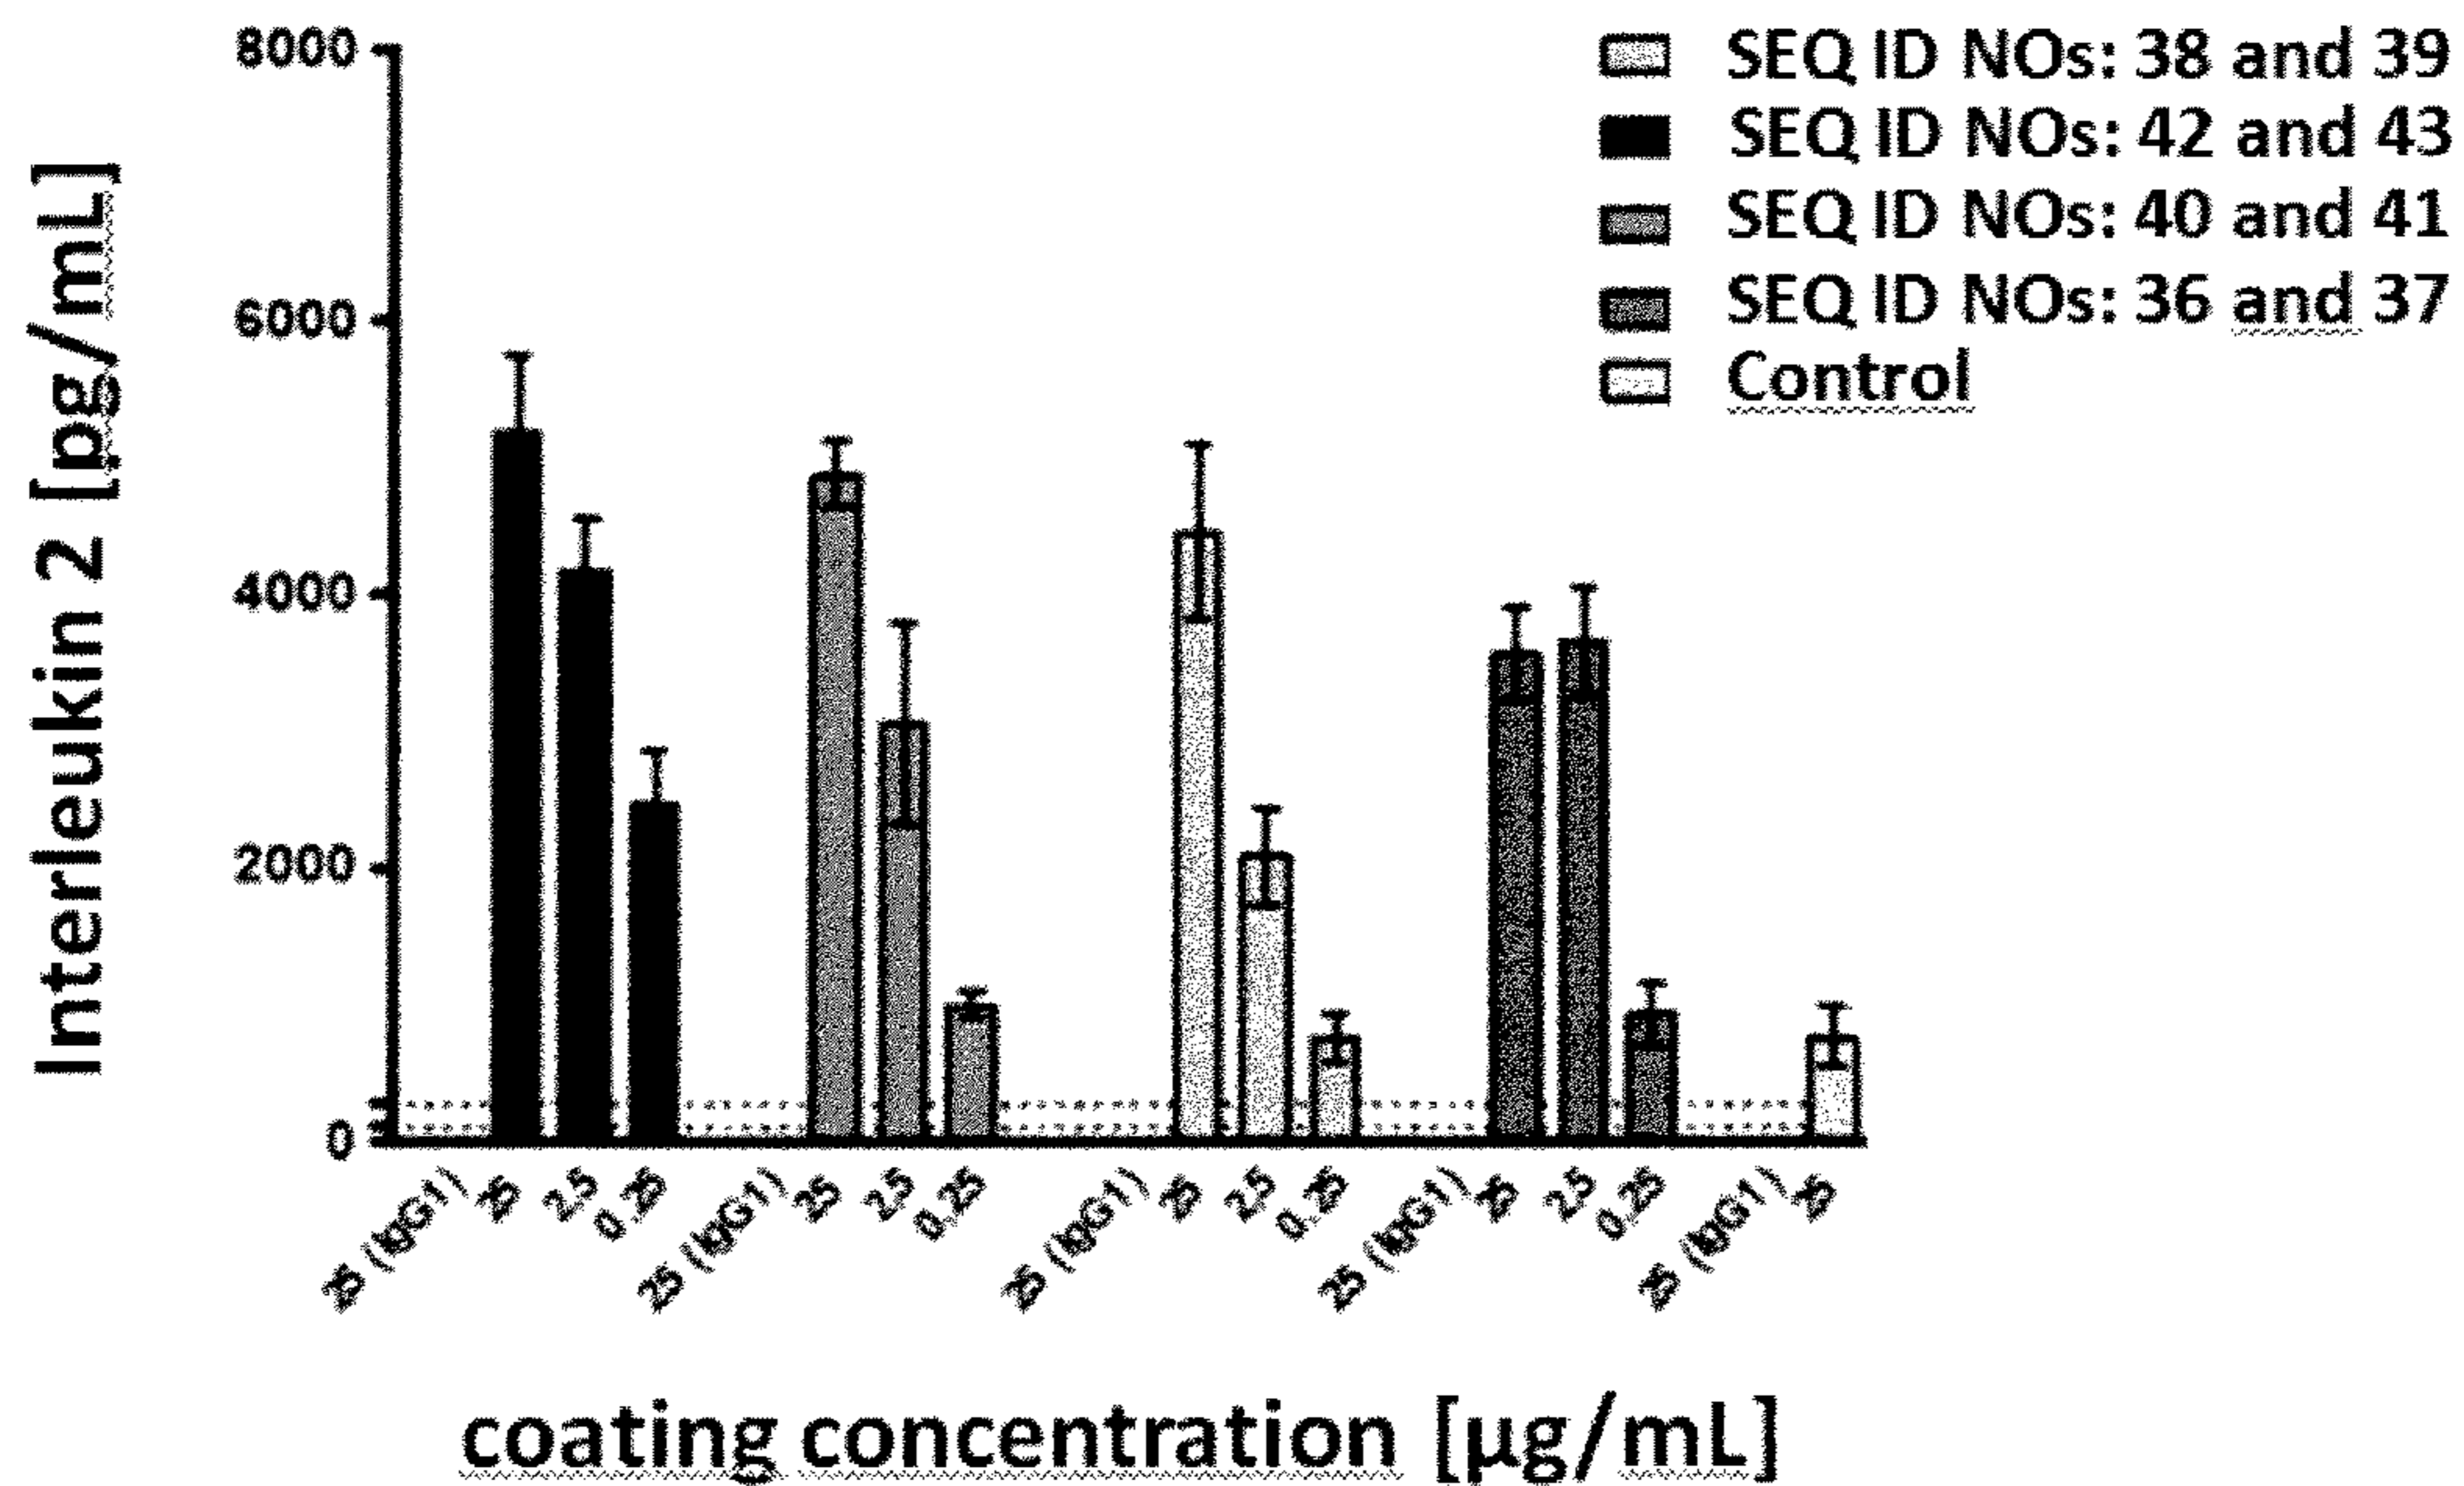 SEQ ID NOs: 38 and 39
SEQ ID NOs: 42 and 43
SEQ ID NOs: 40 and 41
SEQ ID NOs: 36 and 37
Control
Interleukin 2 [pg/mL]
8000
6000
4000
2000
0
25 (IgG1) 25 2.5 0.25 25 (IgG1) 25 2.5 0.25 25 (IgG1) 25 2.5 0.25 25 (IgG1) 25 2.5 0.25 25 (IgG1) 25
coating concentration [µg/mL]